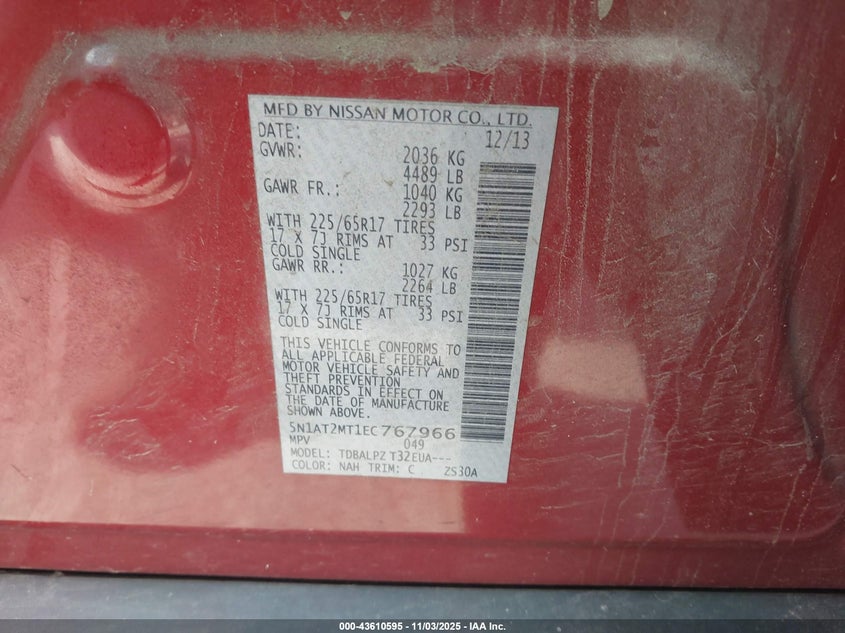 MFD BY NISSAN MOTOR CO., LTD.
DATE: 12/13
GVWR: 2036 KG
4489 LB
GAWR FR.: 1040 KG
2293 LB
WITH 225/65R17 TIRES
17 X 7J RIMS AT 33 PSI
COLD SINGLE
GAWR RR.: 1027 KG
2264 LB
WITH 225/65R17 TIRES
17 X 7J RIMS AT 33 PSI
COLD SINGLE
THIS VEHICLE CONFORMS TO
ALL APPLICABLE FEDERAL
MOTOR VEHICLE SAFETY AND
THEFT PREVENTION
STANDARDS IN EFFECT ON
THE DATE OF MANUFACTURE
SHOWN ABOVE.
5N1AT2MT1EC767966
MPV 049
MODEL: TDBALPZ T32EUA---
COLOR: NAH TRIM: C ZS30A
000-43610595 - 11/03/2025 - IAA Inc.